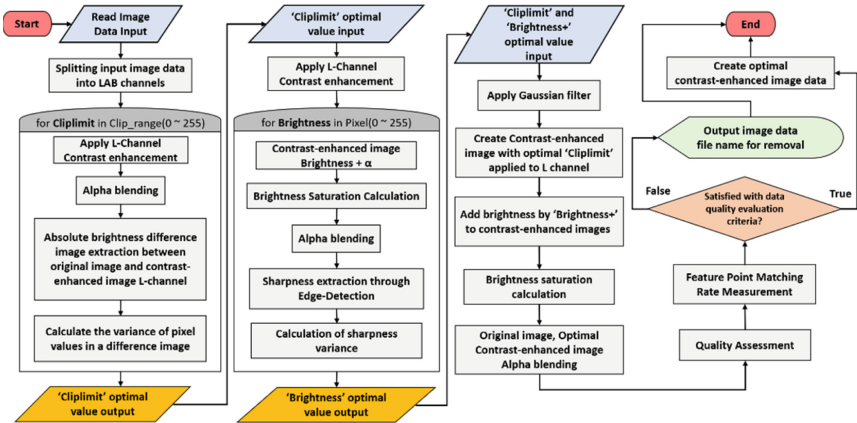 Start
Read Image
Data Input
Splitting input image data
into LAB channels
for Cliplimit in Clip_range(0 ~ 255)
Apply L-Channel
Contrast enhancement
Alpha blending
Absolute brightness difference
image extraction between
original image and contrast-
enhanced image L-channel
Calculate the variance of pixel
values in a difference image
‘Cliplimit’ optimal
value output
‘Cliplimit’ optimal
value input
Apply L-Channel
Contrast enhancement
for Brightness in Pixel(0 ~ 255)
Contrast-enhanced image
Brightness + α
Brightness Saturation Calculation
Alpha blending
Sharpness extraction through
Edge-Detection
Calculation of sharpness
variance
‘Brightness’ optimal
value output
‘Cliplimit’ and
‘Brightness+’
optimal value
input
Apply Gaussian filter
Create Contrast-enhanced
image with optimal ‘Cliplimit’
applied to L channel
Add brightness by ‘Brightness+’
to contrast-enhanced images
Brightness saturation
calculation
Original image, Optimal
Contrast-enhanced image
Alpha blending
Quality Assessment
Feature Point Matching
Rate Measurement
Satisfied with data
quality evaluation
criteria?
False
True
Output image data
file name for removal
Create optimal
contrast-enhanced image data
End